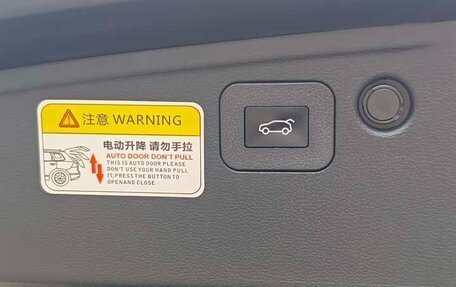 注意 WARNING
电动升降 请勿手拉
AUTO DOOR DON'T PULL
THIS IS AUTO DOOR PLEASE
DON'T USE YOUR HAND PULL
IT,PRESS THE BUTTON TO
OPENAND CLOSE